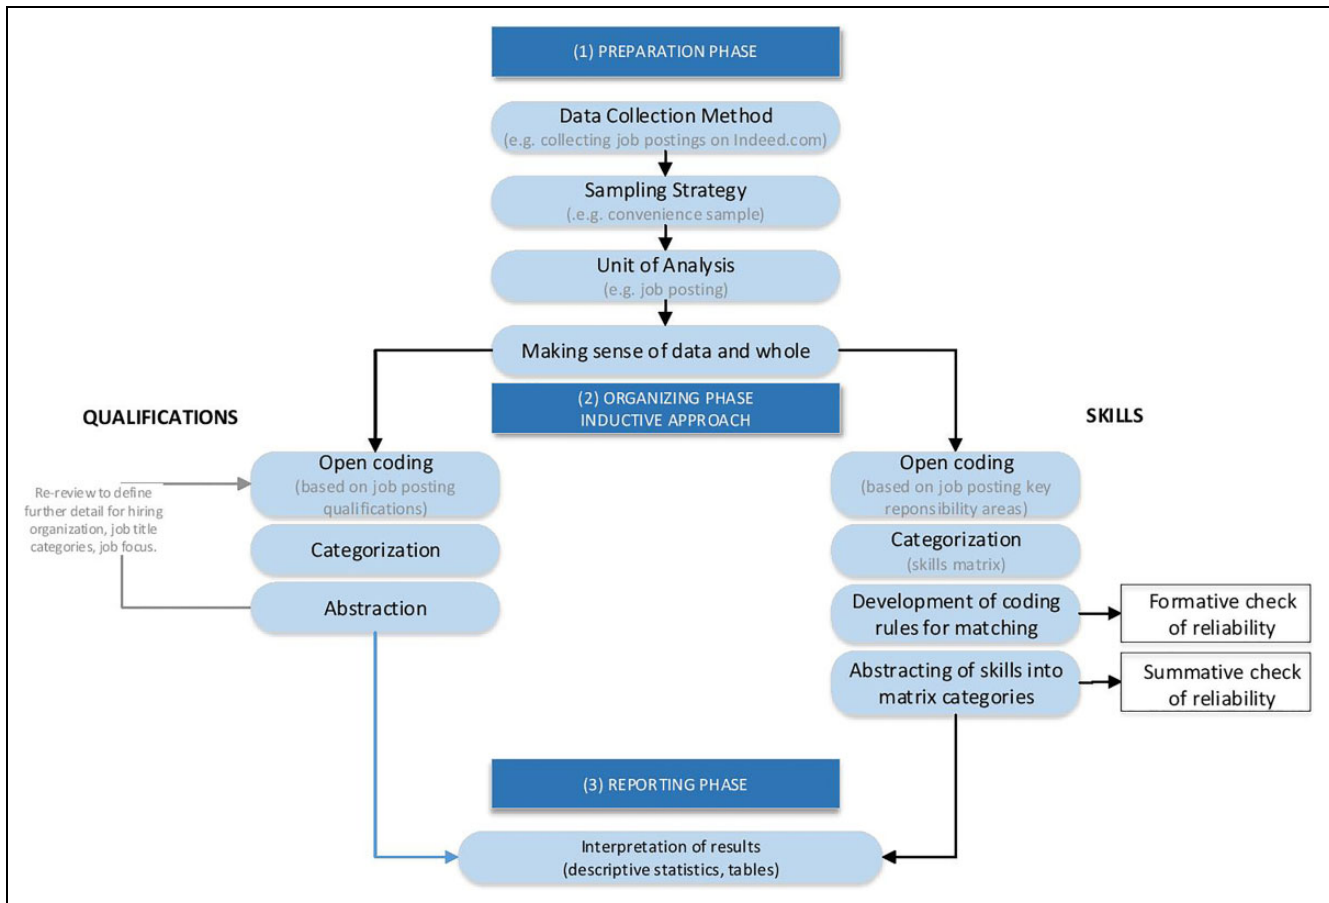 (1) PREPARATION PHASE
Data Collection Method
(e.g. collecting job postings on Indeed.com)
Sampling Strategy
(.e.g. convenience sample)
Unit of Analysis
(e.g. job posting)
Making sense of data and whole
(2) ORGANIZING PHASE
INDUCTIVE APPROACH
QUALIFICATIONS
Open coding
(based on job posting
qualifications)
Re-review to define
further detail for hiring
organization, job title
categories, job focus.
Categorization
Abstraction
SKILLS
Open coding
(based on job posting key
reponsibility areas)
Categorization
(skills matrix)
Development of coding
rules for matching
Formative check
of reliability
Abstracting of skills into
matrix categories
Summative check
of reliability
(3) REPORTING PHASE
Interpretation of results
(descriptive statistics, tables)